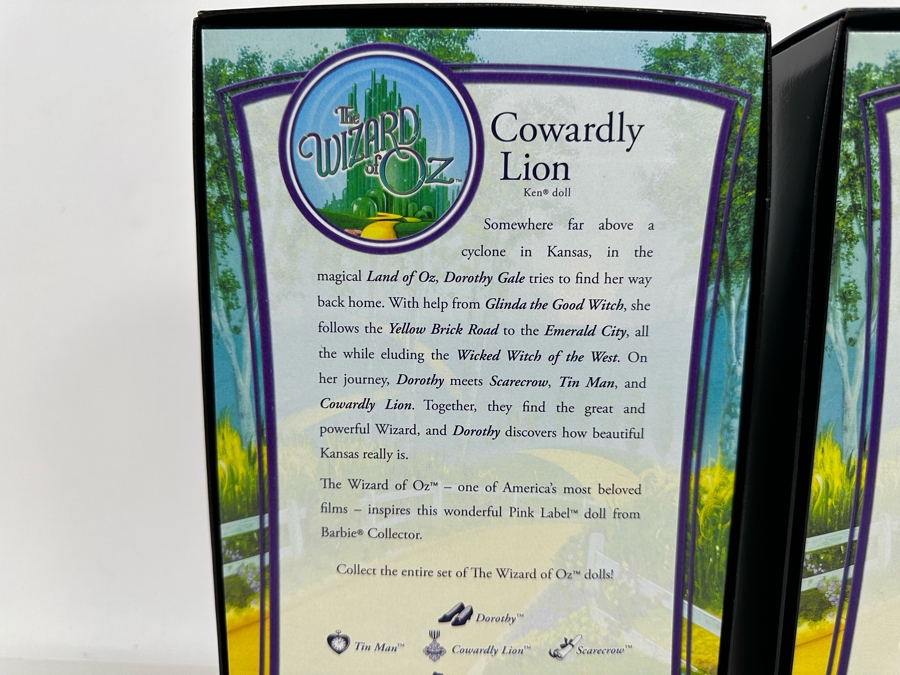 The
WIZARD
of OZ™
Cowardly
Lion
Ken® doll
Somewhere far above a
cyclone in Kansas, in the
magical Land of Oz, Dorothy Gale tries to find her way
back home. With help from Glinda the Good Witch, she
follows the Yellow Brick Road to the Emerald City, all
the while eluding the Wicked Witch of the West. On
her journey, Dorothy meets Scarecrow, Tin Man, and
Cowardly Lion. Together, they find the great and
powerful Wizard, and Dorothy discovers how beautiful
Kansas really is.
The Wizard of Oz™ – one of America's most beloved
films – inspires this wonderful Pink Label™ doll from
Barbie® Collector.
Collect the entire set of The Wizard of Oz™ dolls!
Dorothy™
Tin Man™ Cowardly Lion™ Scarecrow™